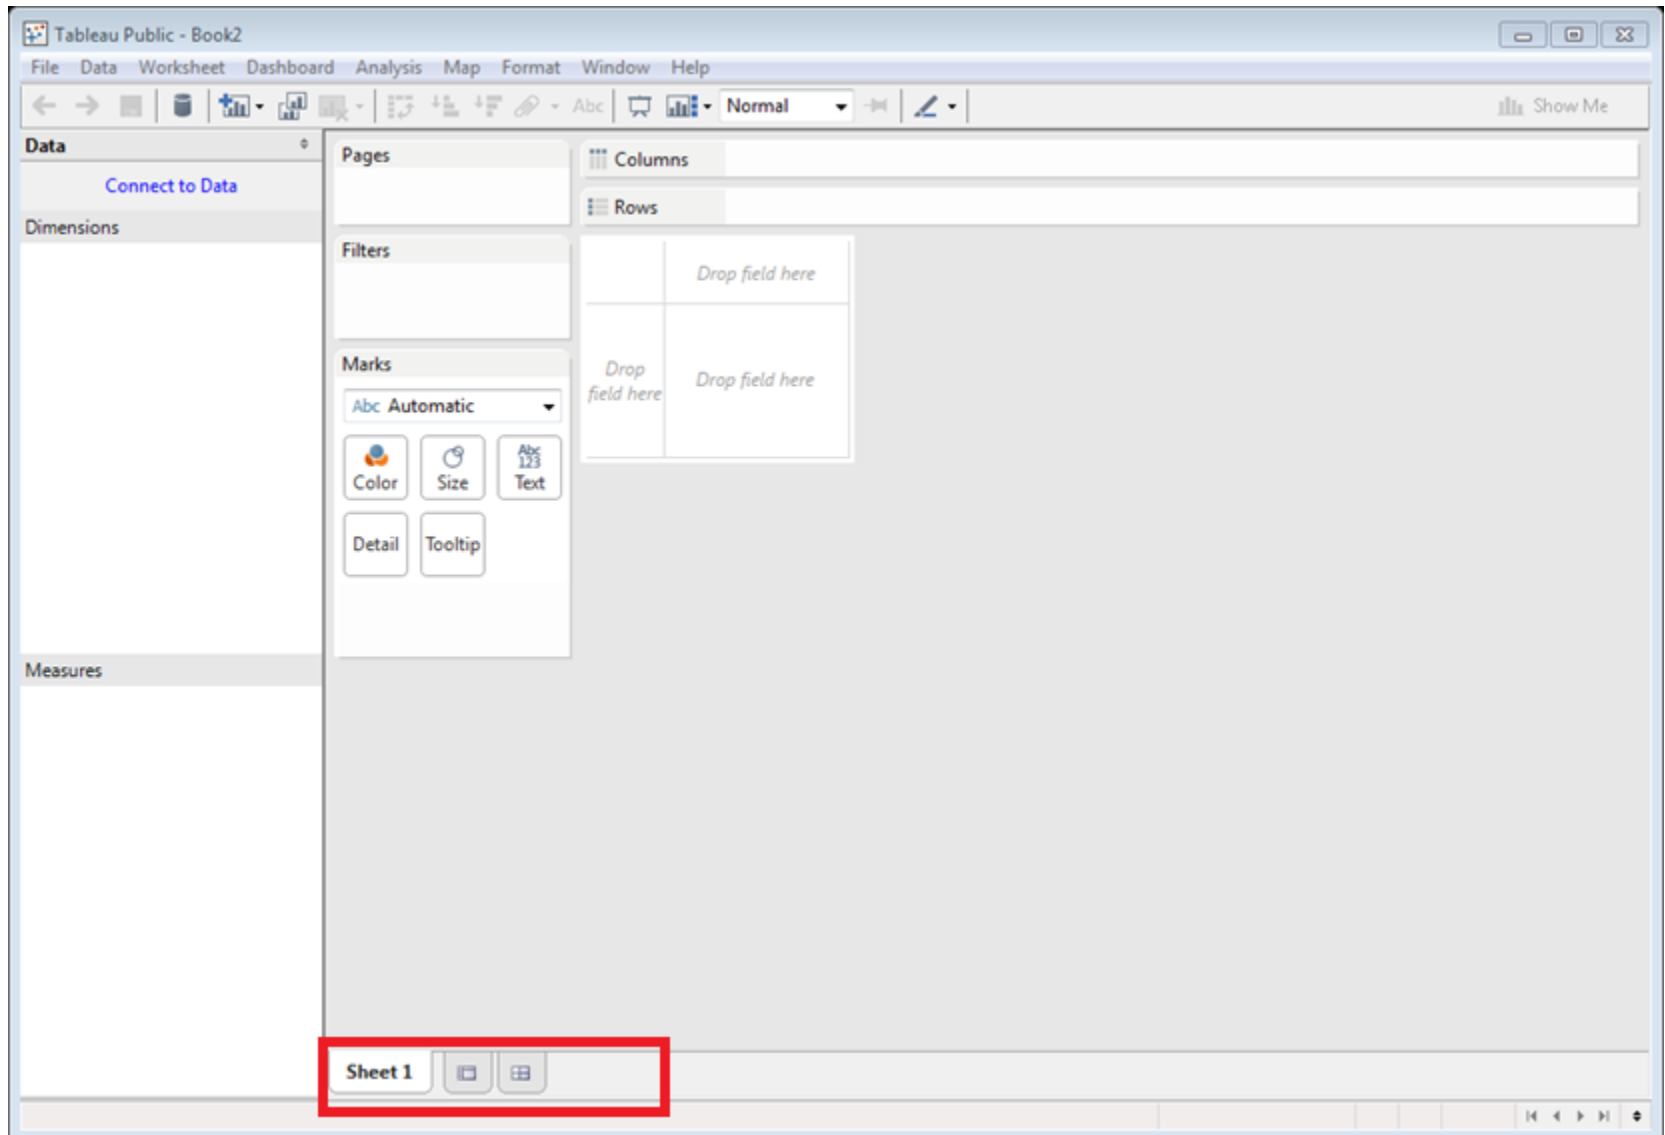 Tableau Public - Book2
File Data Worksheet Dashboard Analysis Map Format Window Help
Abc Normal Show Me
Data
Connect to Data
Dimensions
Measures
Pages
Filters
Marks
Abc Automatic
Color
Size
Abc
123
Text
Detail
Tooltip
Columns
Rows
Drop field here
Drop
field here
Drop field here
Sheet 1